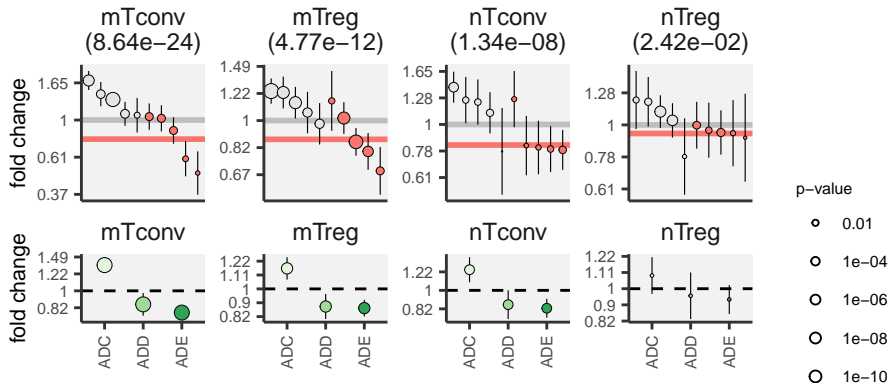 mTconv
(8.64e−24)
mTreg
(4.77e−12)
nTconv
(1.34e−08)
nTreg
(2.42e−02)
fold change
1.65
1
0.61
0.37
1.49
1.22
1
0.82
0.67
1.65
1.28
1
0.78
0.61
1.28
1
0.78
0.61
mTconv
mTreg
nTconv
nTreg
fold change
1.49
1.22
1
0.82
1.22
1.11
1
0.9
0.82
1.22
1
0.82
1.22
1.11
1
0.9
0.82
ADC
ADD
ADE
ADC
ADD
ADE
ADC
ADD
ADE
ADC
ADD
ADE
p−value
0.01
1e−04
1e−06
1e−08
1e−10